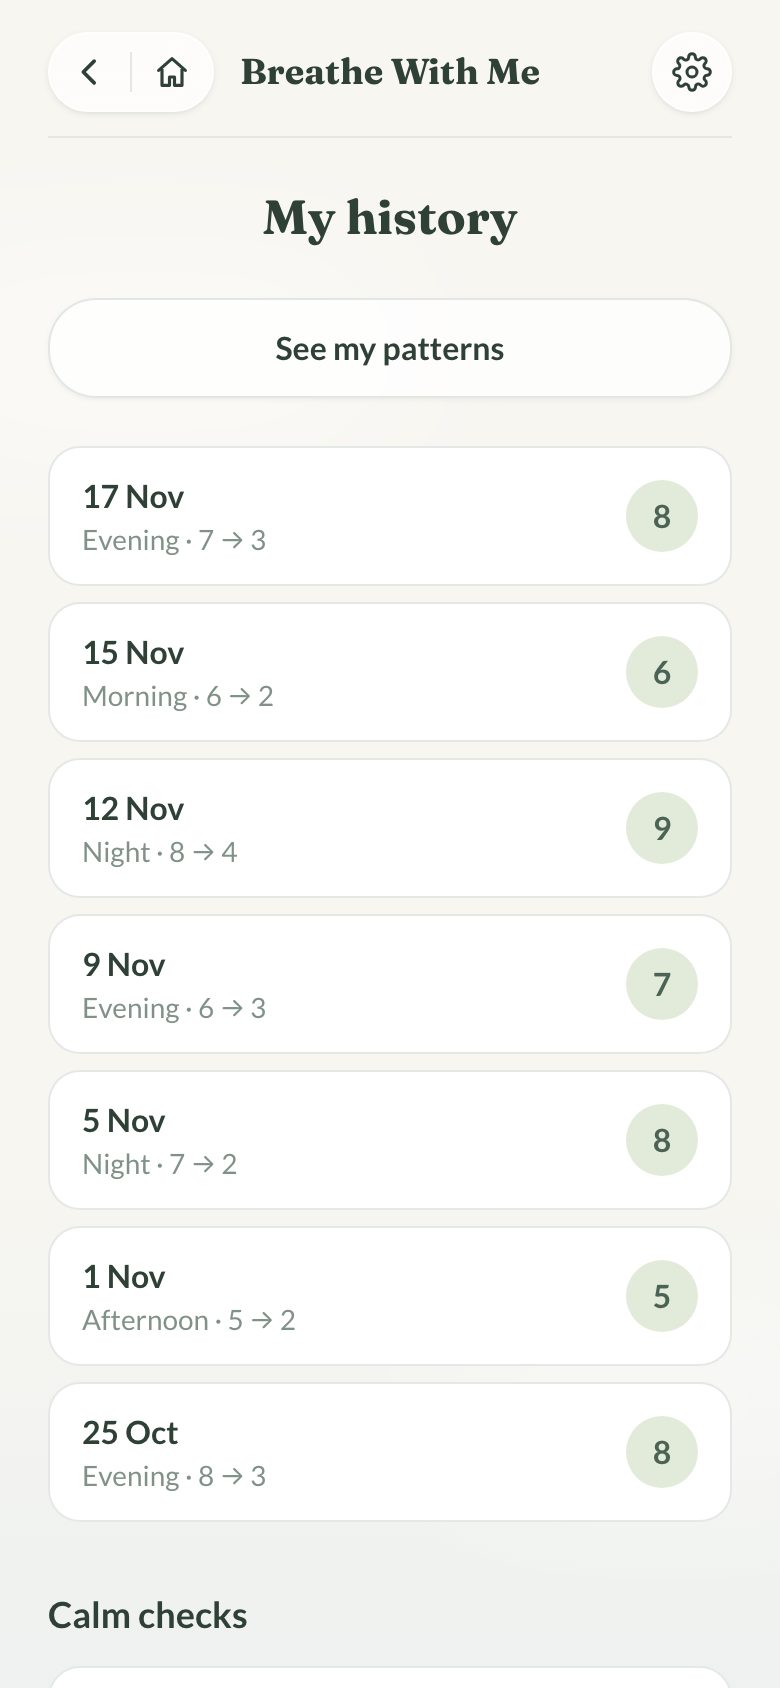 Breathe With Me
My history
See my patterns
17 Nov
Evening · 7 → 3
8
15 Nov
Morning · 6 → 2
6
12 Nov
Night · 8 → 4
9
9 Nov
Evening · 6 → 3
7
5 Nov
Night · 7 → 2
8
1 Nov
Afternoon · 5 → 2
5
25 Oct
Evening · 8 → 3
8
Calm checks